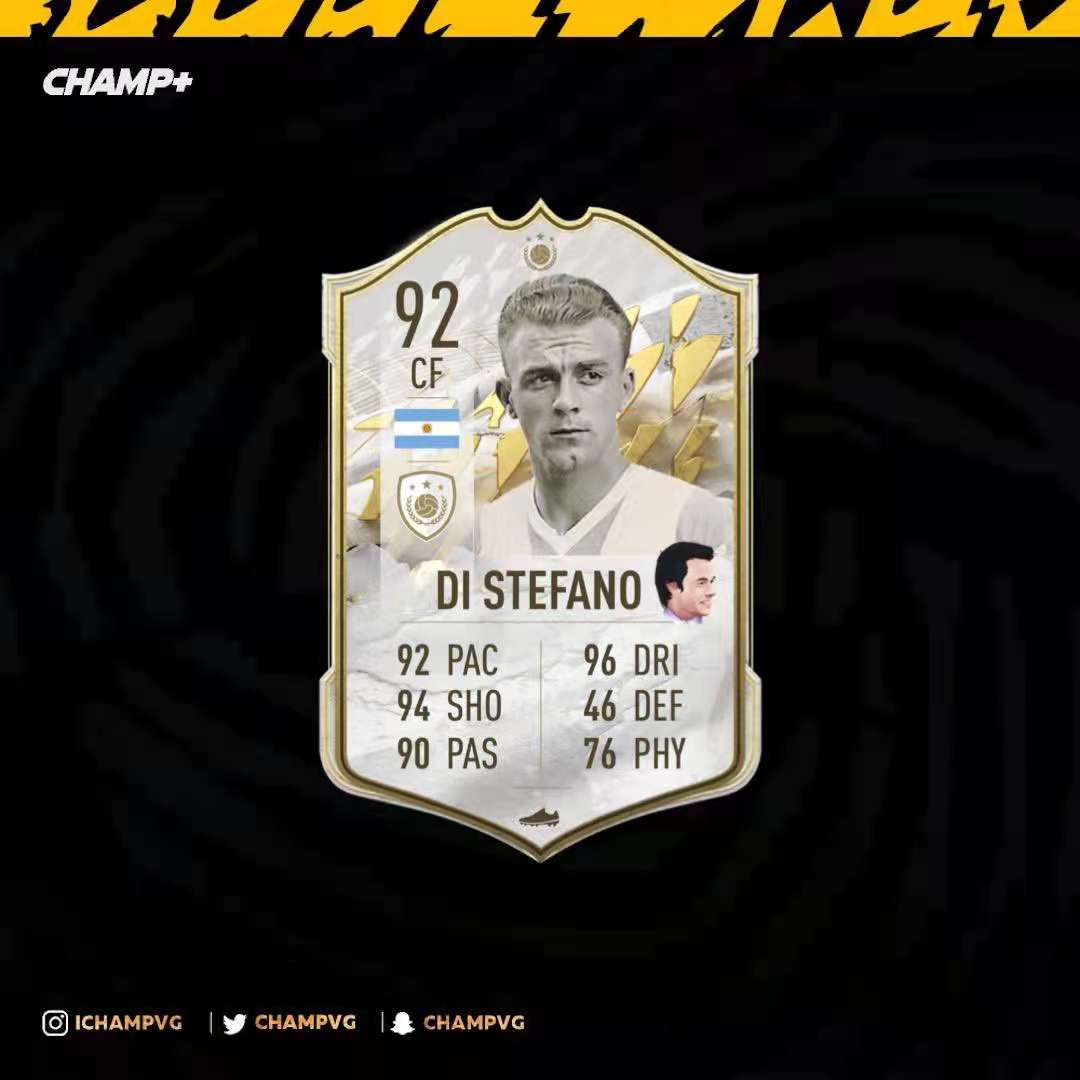 CHAMP+
92
CF
DI STEFANO
92 PAC 96 DRI
94 SHO 46 DEF
90 PAS 76 PHY
ICHAMPVG | CHAMPVG | CHAMPVG